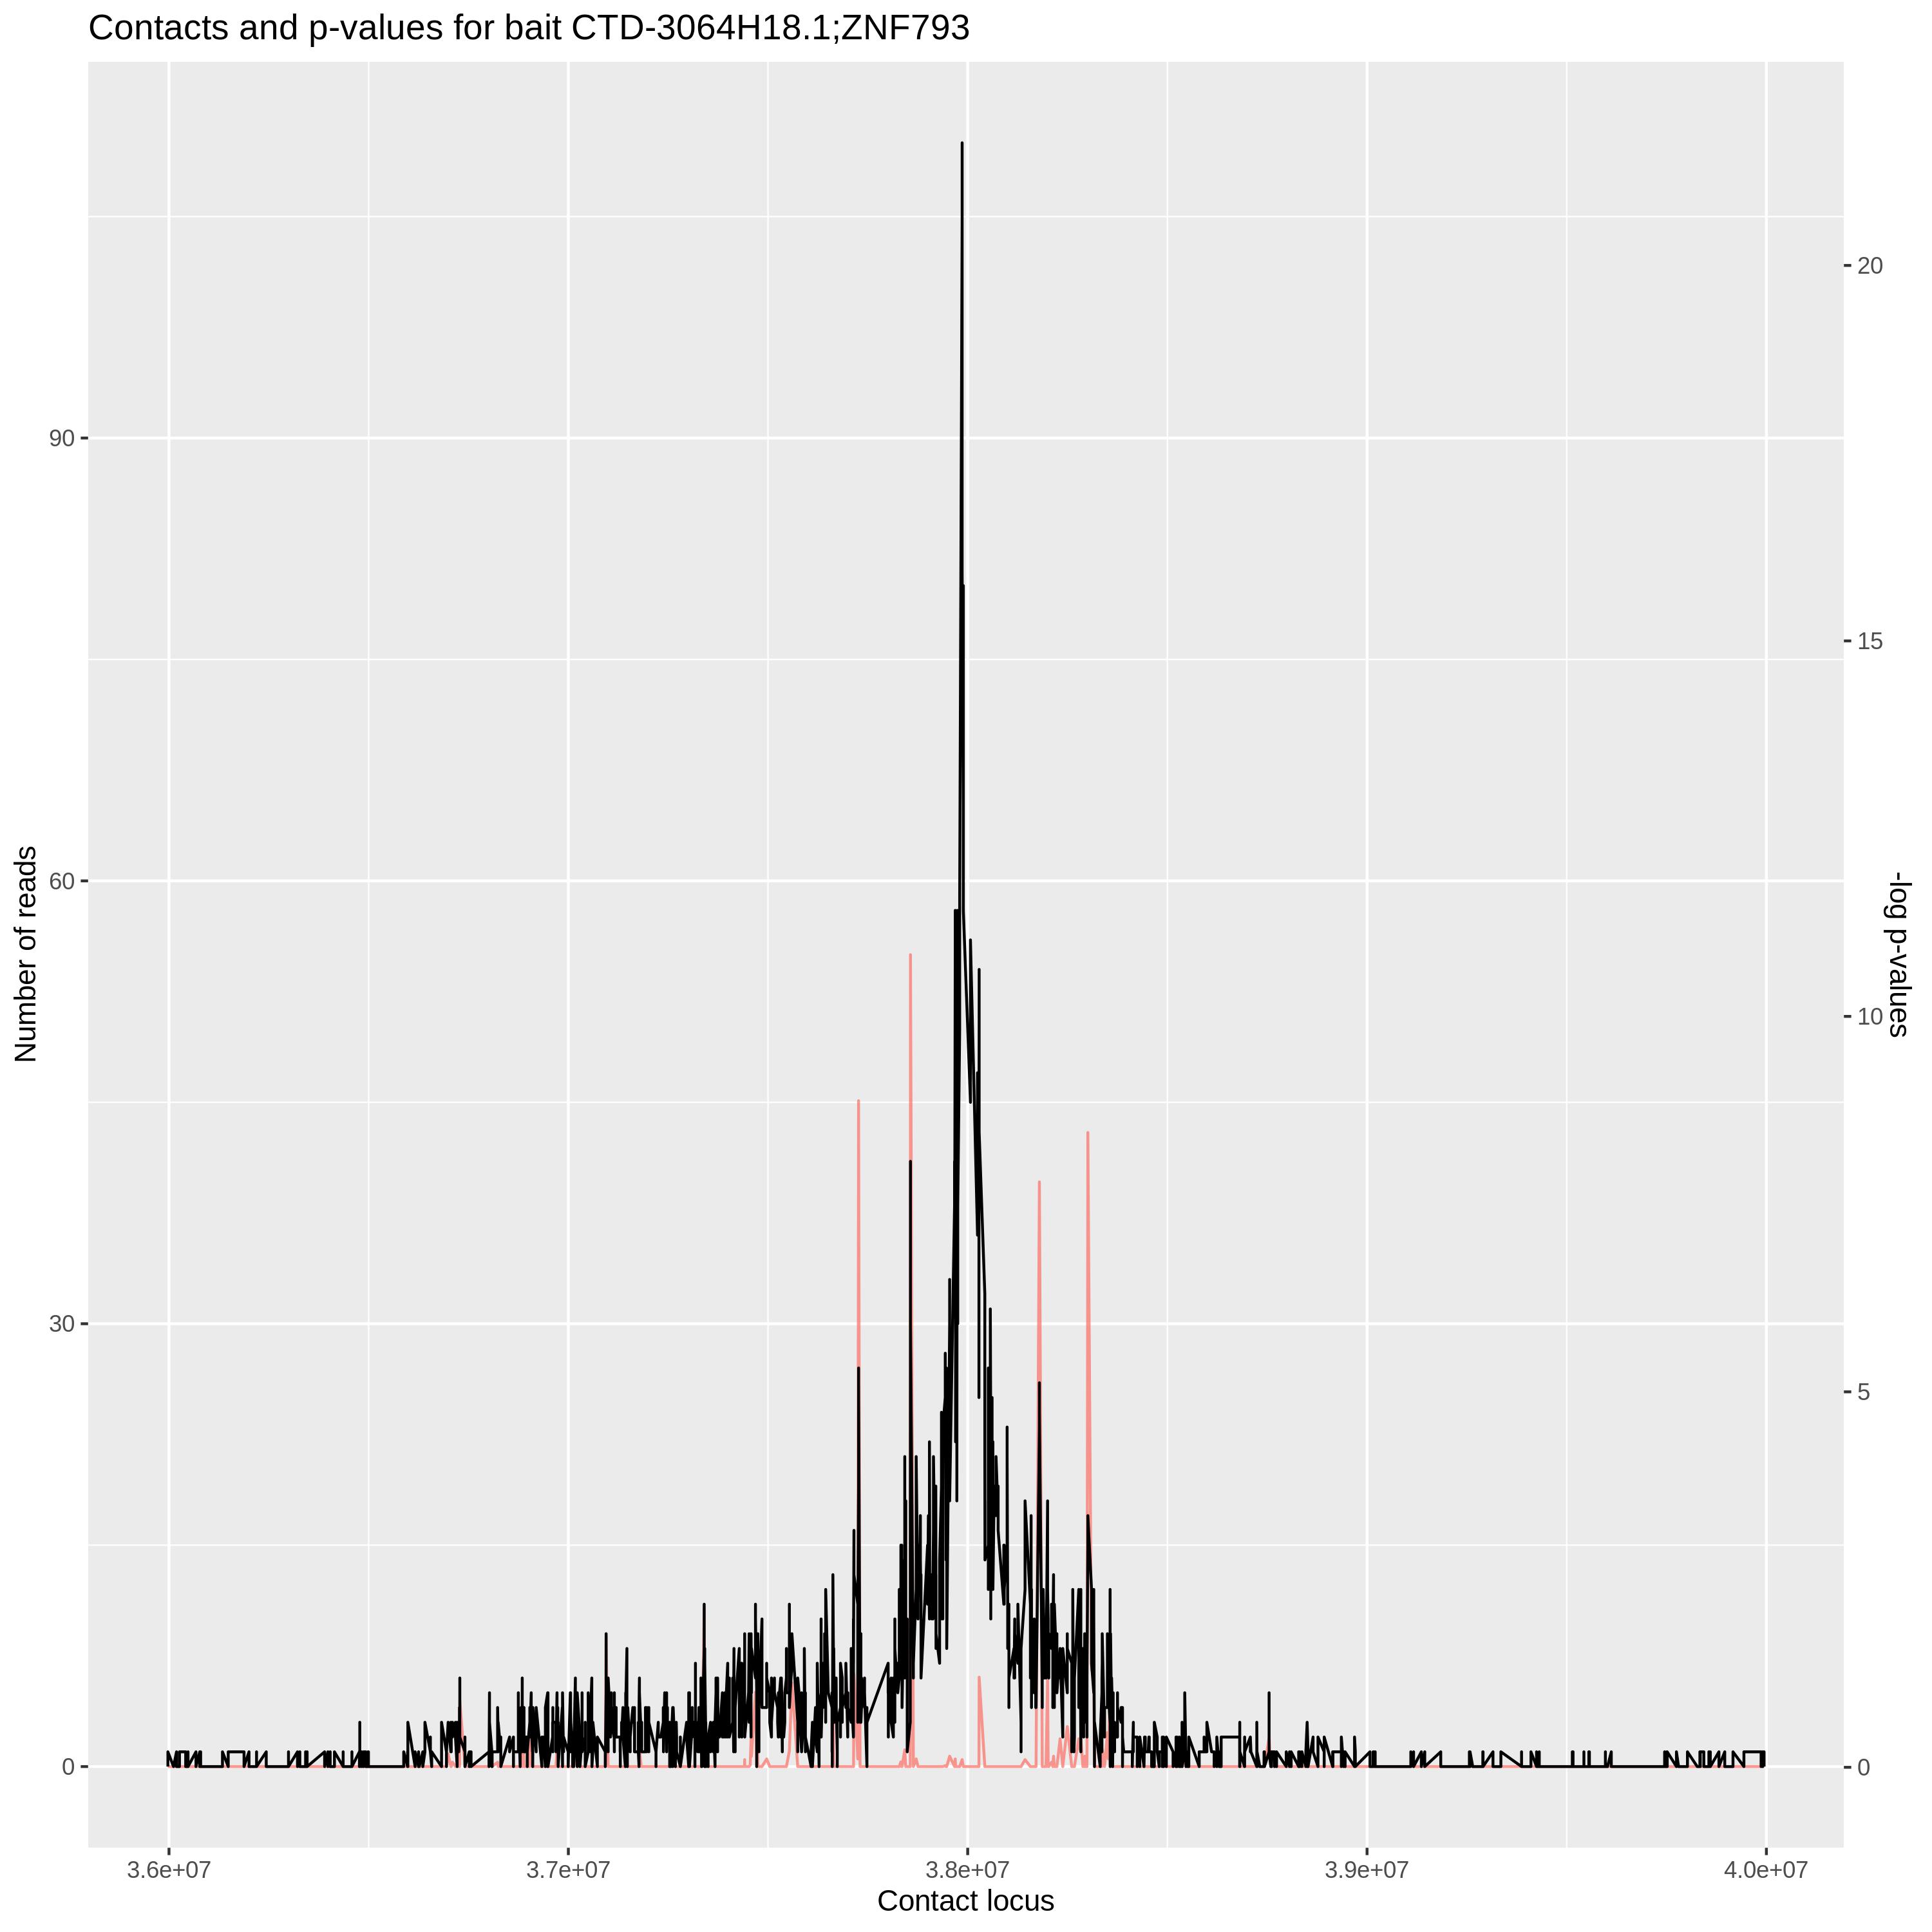 Contacts and p-values for bait CTD-3064H18.1;ZNF793
Number of reads
90
60
30
0
20
15
10
5
0
-log p-values
3.6e+07 3.7e+07 3.8e+07 3.9e+07 4.0e+07
Contact locus